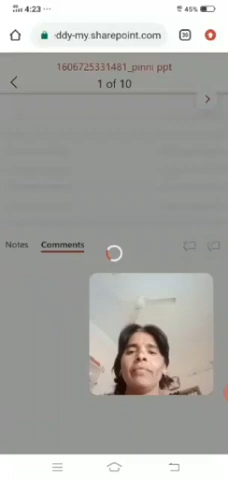 4:23
45%
-ddy-my.sharepoint.com
1606725331481_pinni ppt
1 of 10
Notes Comments